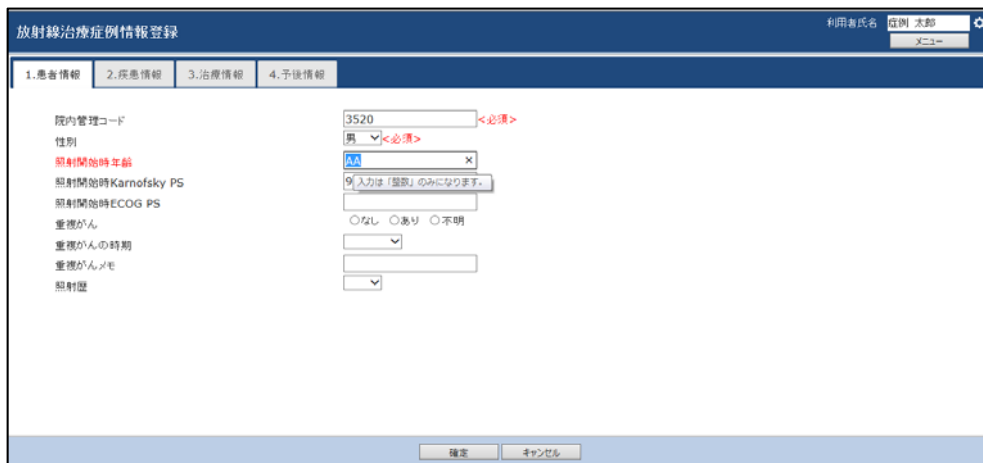 放射線治療症例情報登録
利用者氏名 症例 太郎
メニュー
1.患者情報 2.疾患情報 3.治療情報 4.予後情報
院内管理コード 3520 <必須>
性別 男 <必須>
照射開始時年齢 AA ×
照射開始時Karnofsky PS 9 入力は「整数」のみになります。
照射開始時ECOG PS
重複がん ○なし ○あり ○不明
重複がんの時期
重複がんメモ
照射歴
確定 キャンセル